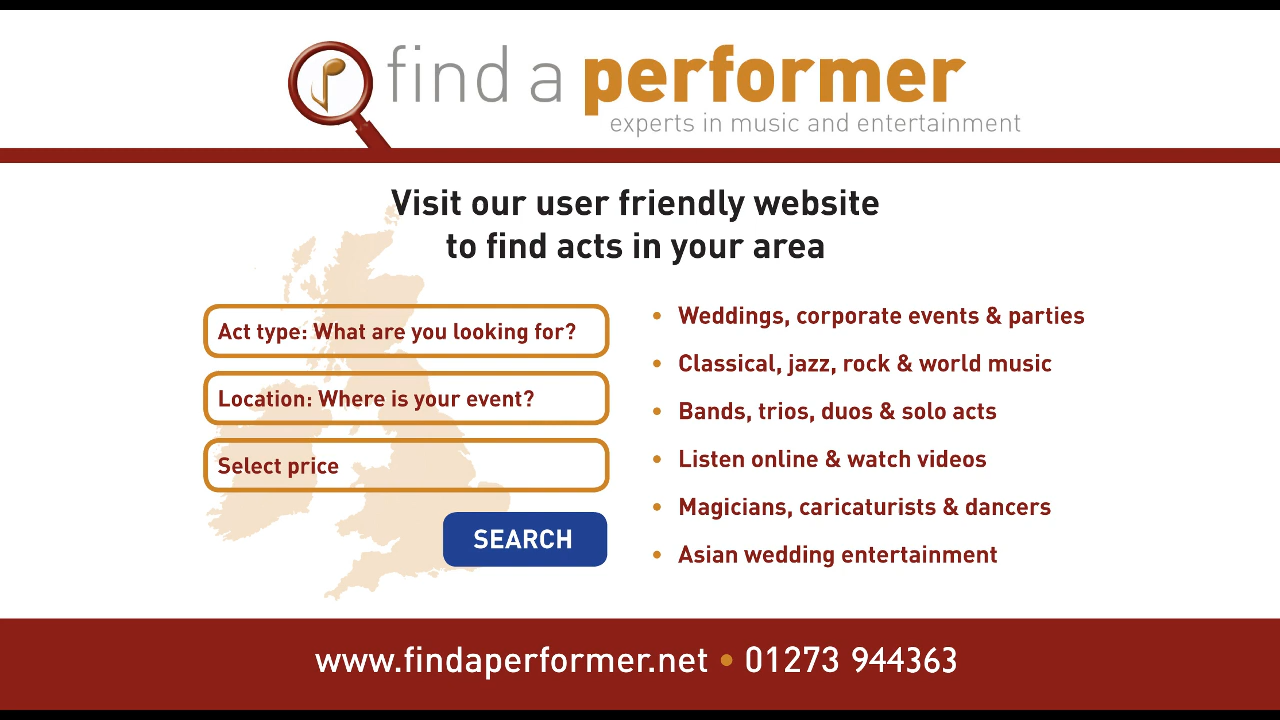 find a performer
experts in music and entertainment
Visit our user friendly website
to find acts in your area
Act type: What are you looking for?
Location: Where is your event?
Select price
SEARCH
• Weddings, corporate events & parties
• Classical, jazz, rock & world music
• Bands, trios, duos & solo acts
• Listen online & watch videos
• Magicians, caricaturists & dancers
• Asian wedding entertainment
www.findaperformer.net • 01273 944363